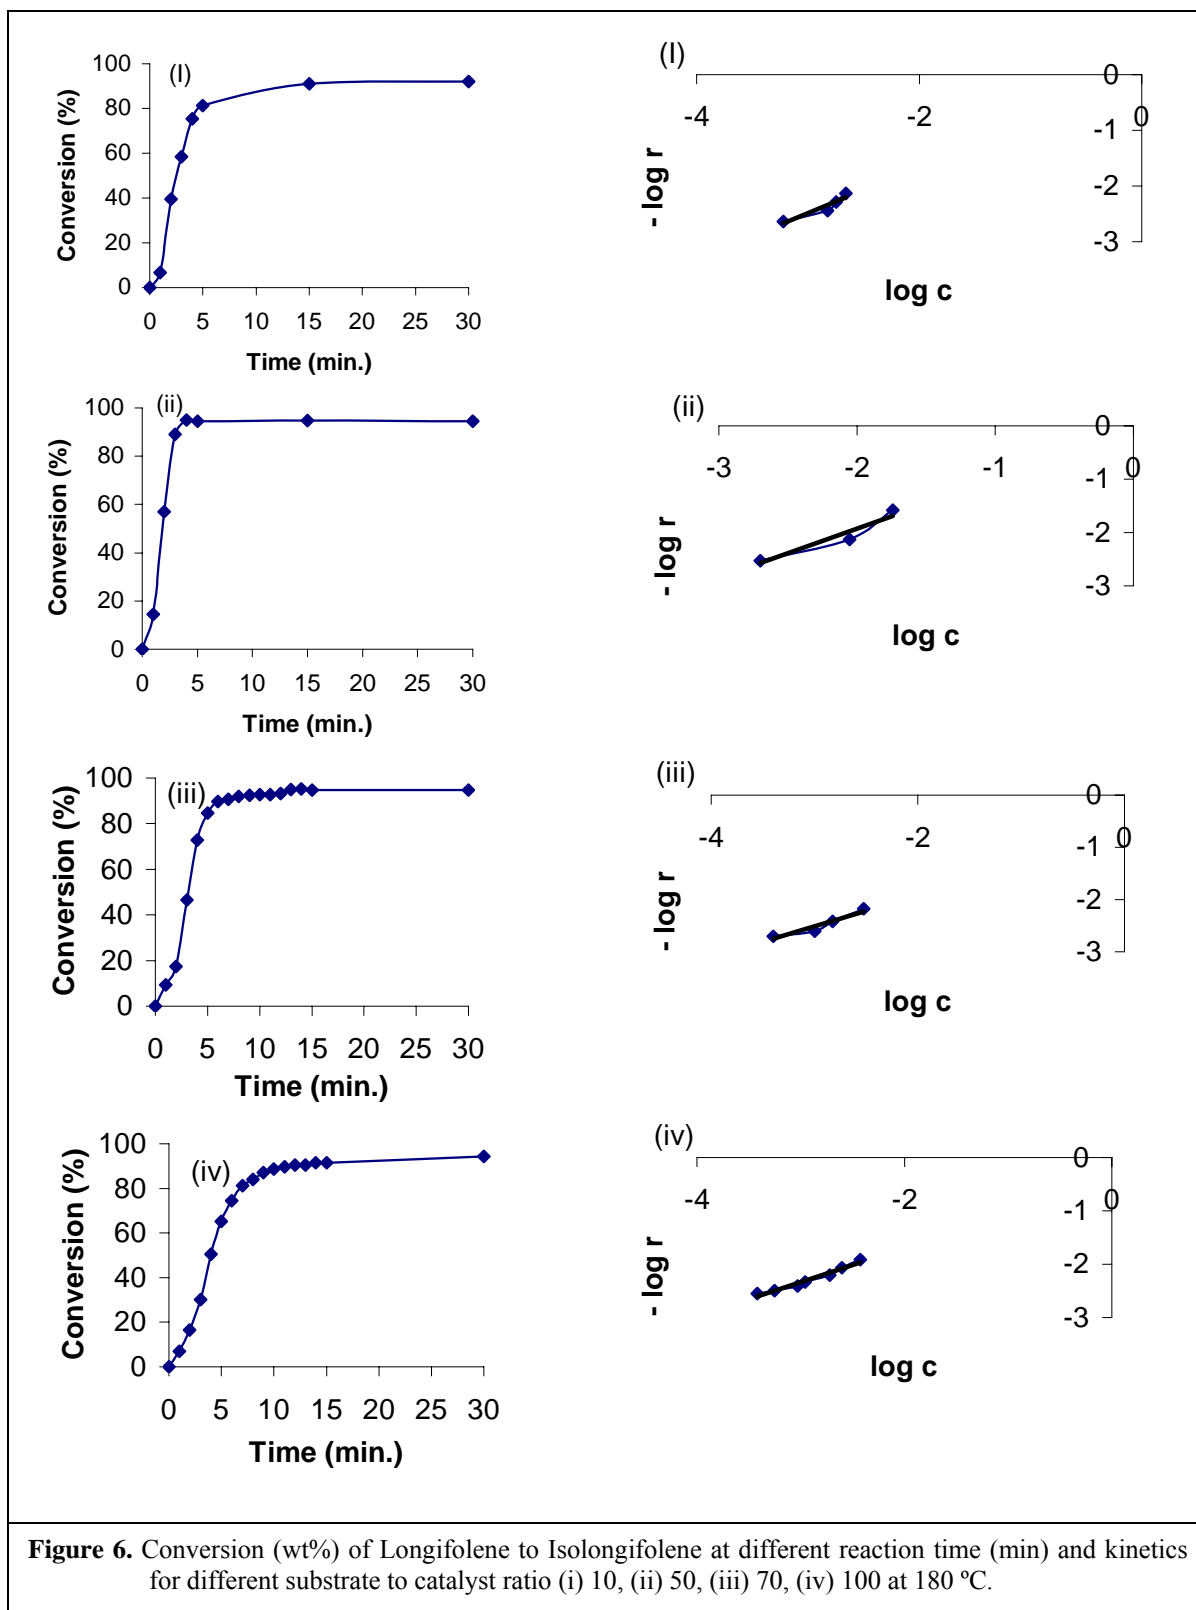 (I)
100
80
60
40
20
0
0 5 10 15 20 25 30
Conversion (%)
Time (min.)
(I)
-4 -2 0
0
-1
-2
-3
- log r
log c
(ii)
100
80
60
40
20
0
0 5 10 15 20 25 30
Conversion (%)
Time (min.)
(ii)
-3 -2 -1 0
0
-1
-2
-3
- log r
log c
(iii)
100
80
60
40
20
0
0 5 10 15 20 25 30
Conversion (%)
Time (min.)
(iii)
-4 -2 0
0
-1
-2
-3
- log r
log c
(iv)
100
80
60
40
20
0
0 5 10 15 20 25 30
Conversion (%)
Time (min.)
(iv)
-4 -2 0
0
-1
-2
-3
- log r
log c
Figure 6. Conversion (wt%) of Longifolene to Isolongifolene at different reaction time (min) and kinetics
for different substrate to catalyst ratio (i) 10, (ii) 50, (iii) 70, (iv) 100 at 180 ºC.